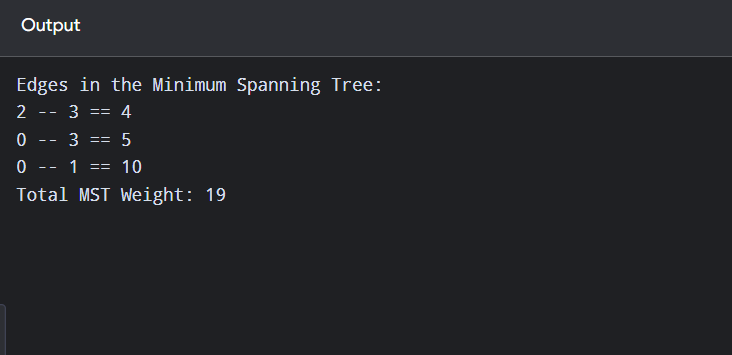 Output
Edges in the Minimum Spanning Tree:
2 -- 3 == 4
0 -- 3 == 5
0 -- 1 == 10
Total MST Weight: 19